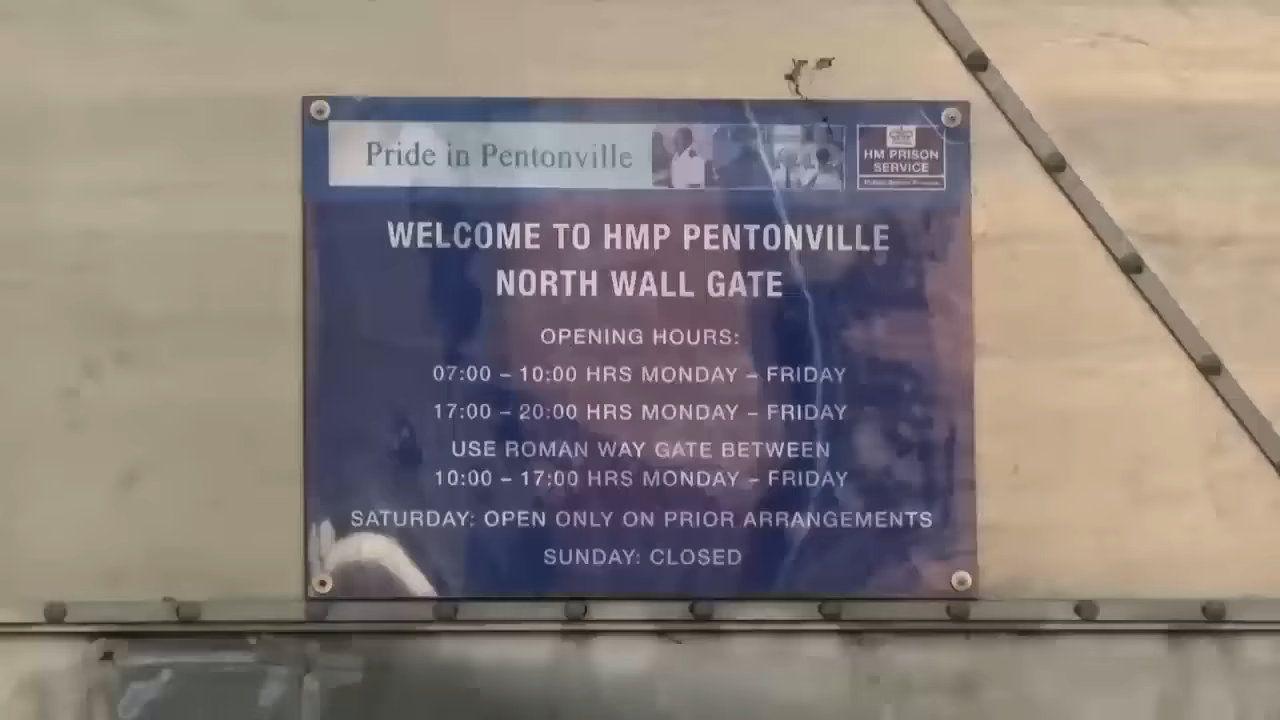 Pride in Pentonville
HM PRISON
SERVICE
WELCOME TO HMP PENTONVILLE
NORTH WALL GATE
OPENING HOURS:
07:00 – 10:00 HRS MONDAY – FRIDAY
17:00 – 20:00 HRS MONDAY – FRIDAY
USE ROMAN WAY GATE BETWEEN
10:00 – 17:00 HRS MONDAY – FRIDAY
SATURDAY: OPEN ONLY ON PRIOR ARRANGEMENTS
SUNDAY: CLOSED